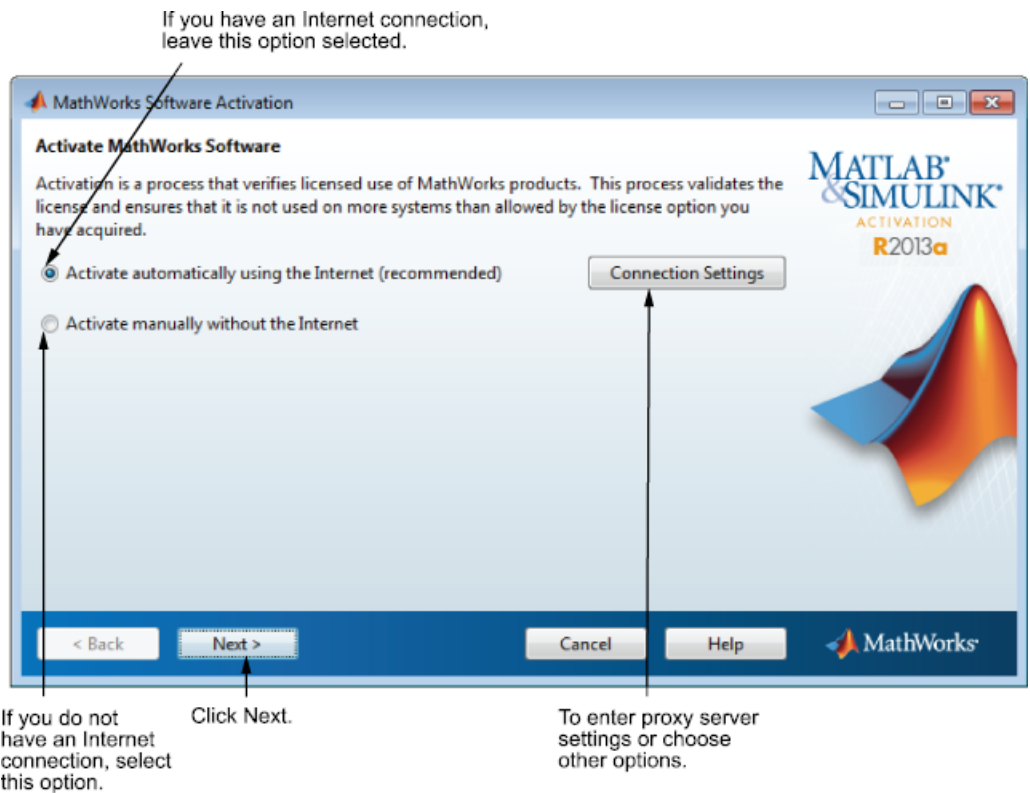 If you have an Internet connection,
leave this option selected.
MathWorks Software Activation
Activate MathWorks Software
Activation is a process that verifies licensed use of MathWorks products. This process validates the
license and ensures that it is not used on more systems than allowed by the license option you
have acquired.
MATLAB®
&SIMULINK®
ACTIVATION
R2013a
Activate automatically using the Internet (recommended)
Connection Settings
Activate manually without the Internet
< Back
Next >
Cancel
Help
MathWorks®
If you do not
have an Internet
connection, select
this option.
Click Next.
To enter proxy server
settings or choose
other options.